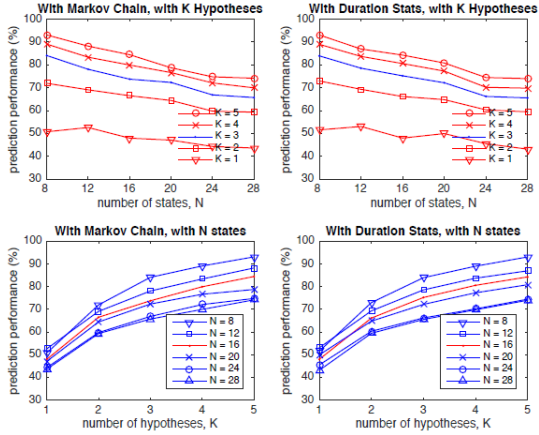 With Markov Chain, with K Hypotheses
prediction performance (%)
100
90
80
70
60
50
40
30
K = 5
K = 4
K = 3
K = 2
K = 1
8 12 16 20 24 28
number of states, N
With Duration Stats, with K Hypotheses
prediction performance (%)
100
90
80
70
60
50
40
30
K = 5
K = 4
K = 3
K = 2
K = 1
8 12 16 20 24 28
number of states, N
With Markov Chain, with N states
prediction performance (%)
100
90
80
70
60
50
40
30
N = 8
N = 12
N = 16
N = 20
N = 24
N = 28
1 2 3 4 5
number of hypotheses, K
With Duration Stats, with N states
prediction performance (%)
100
90
80
70
60
50
40
30
N = 8
N = 12
N = 16
N = 20
N = 24
N = 28
1 2 3 4 5
number of hypotheses, K